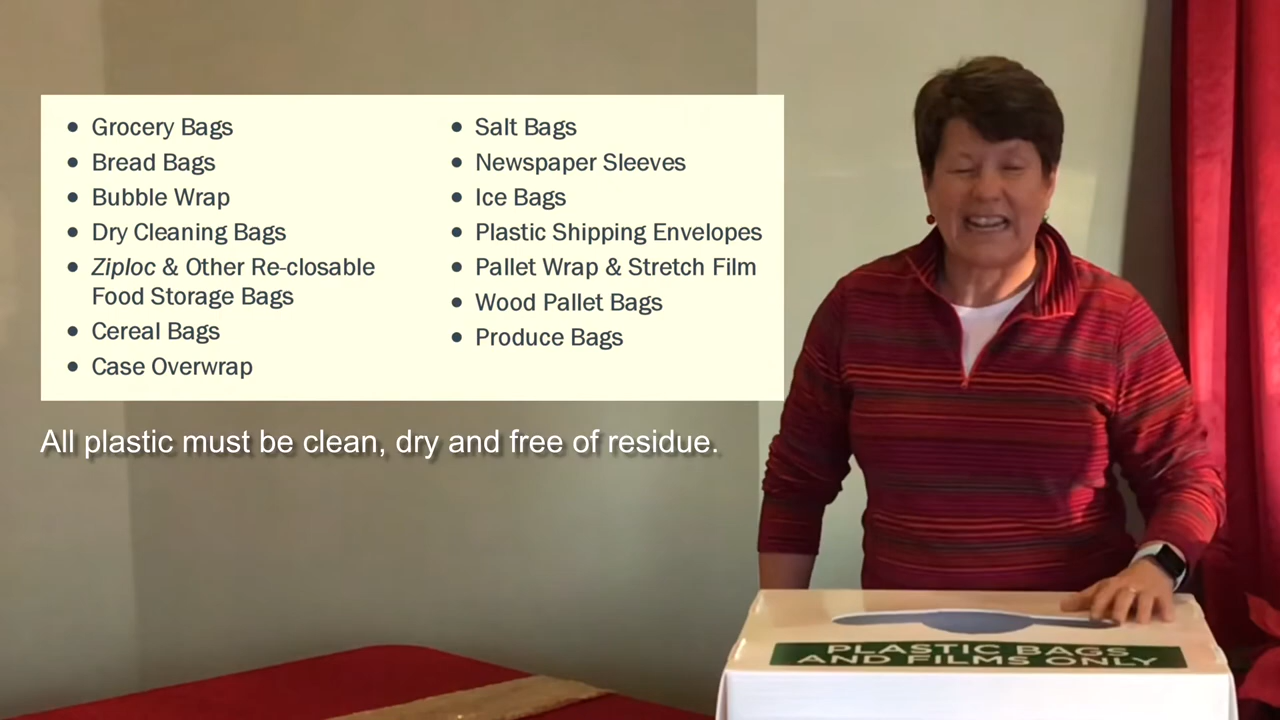 Grocery Bags
Bread Bags
Bubble Wrap
Dry Cleaning Bags
Ziploc & Other Re-closable
Food Storage Bags
Cereal Bags
Case Overwrap
Salt Bags
Newspaper Sleeves
Ice Bags
Plastic Shipping Envelopes
Pallet Wrap & Stretch Film
Wood Pallet Bags
Produce Bags
All plastic must be clean, dry and free of residue.
PLASTIC BAGS
AND FILMS ONLY